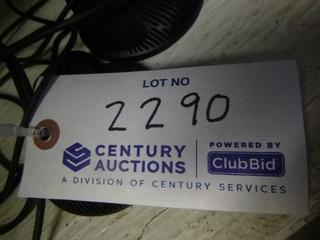 LOT NO
2290
CENTURY AUCTIONS
POWERED BY
ClubBid
A DIVISION OF CENTURY SERVICES